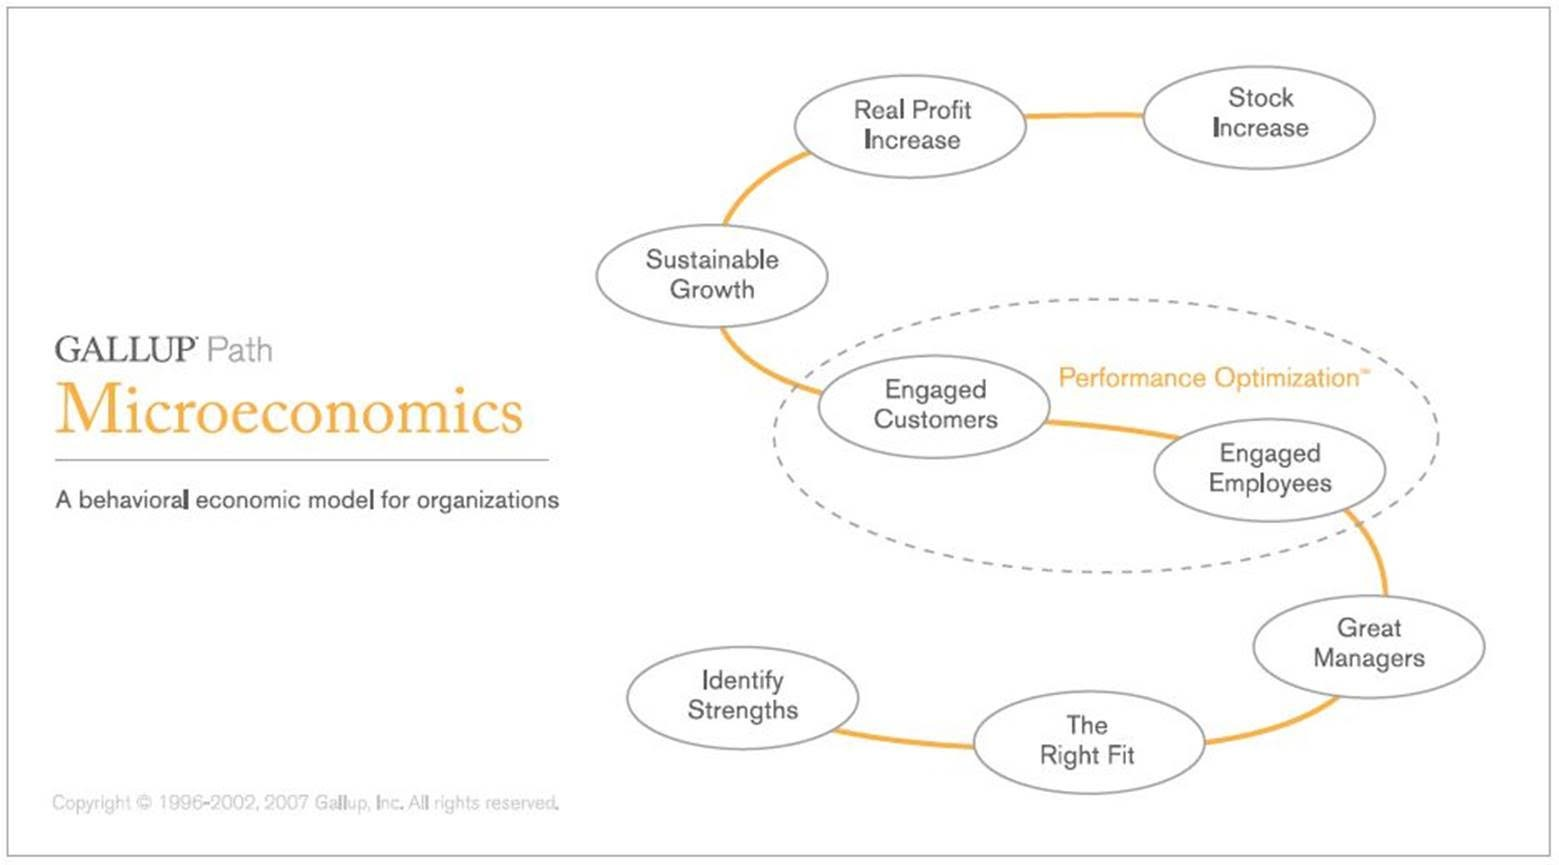 GALLUP® Path
Microeconomics
A behavioral economic model for organizations
Real Profit
Increase
Stock
Increase
Sustainable
Growth
Engaged
Customers
Performance Optimization℠
Engaged
Employees
Great
Managers
The
Right Fit
Identify
Strengths
Copyright © 1996-2002, 2007 Gallup, Inc. All rights reserved.